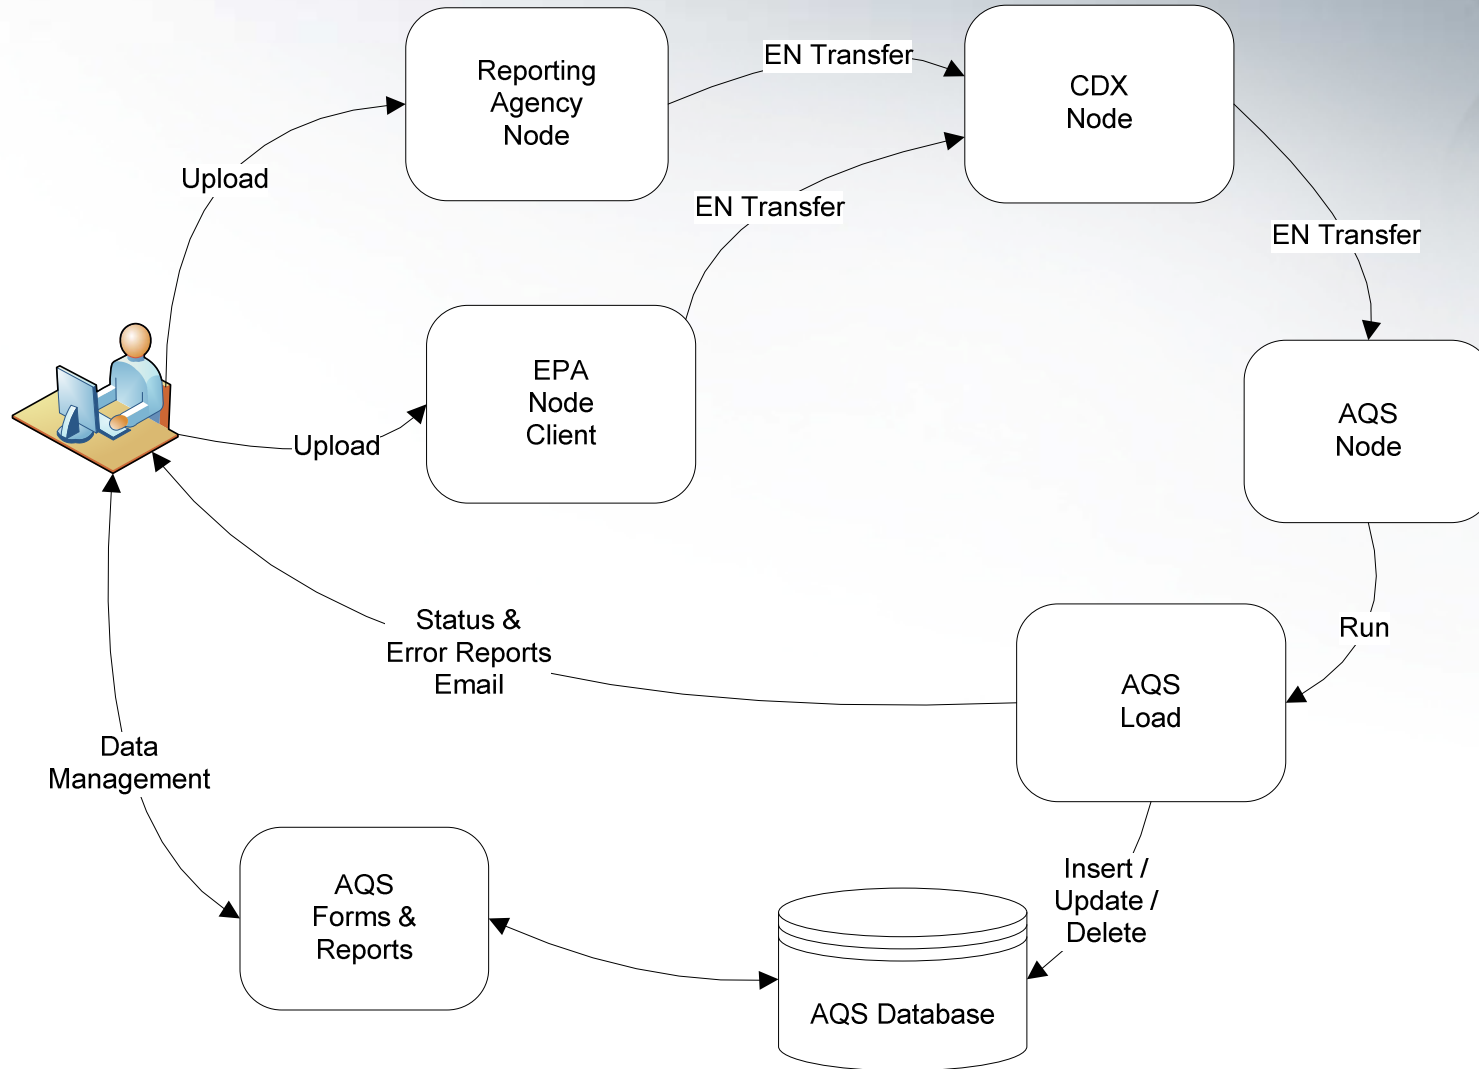 Reporting
Agency
Node
EN Transfer
CDX
Node
Upload
EN Transfer
EN Transfer
EPA
Node
Client
Upload
AQS
Node
Status &
Error Reports
Email
Run
AQS
Load
Data
Management
AQS
Forms &
Reports
Insert /
Update /
Delete
AQS Database